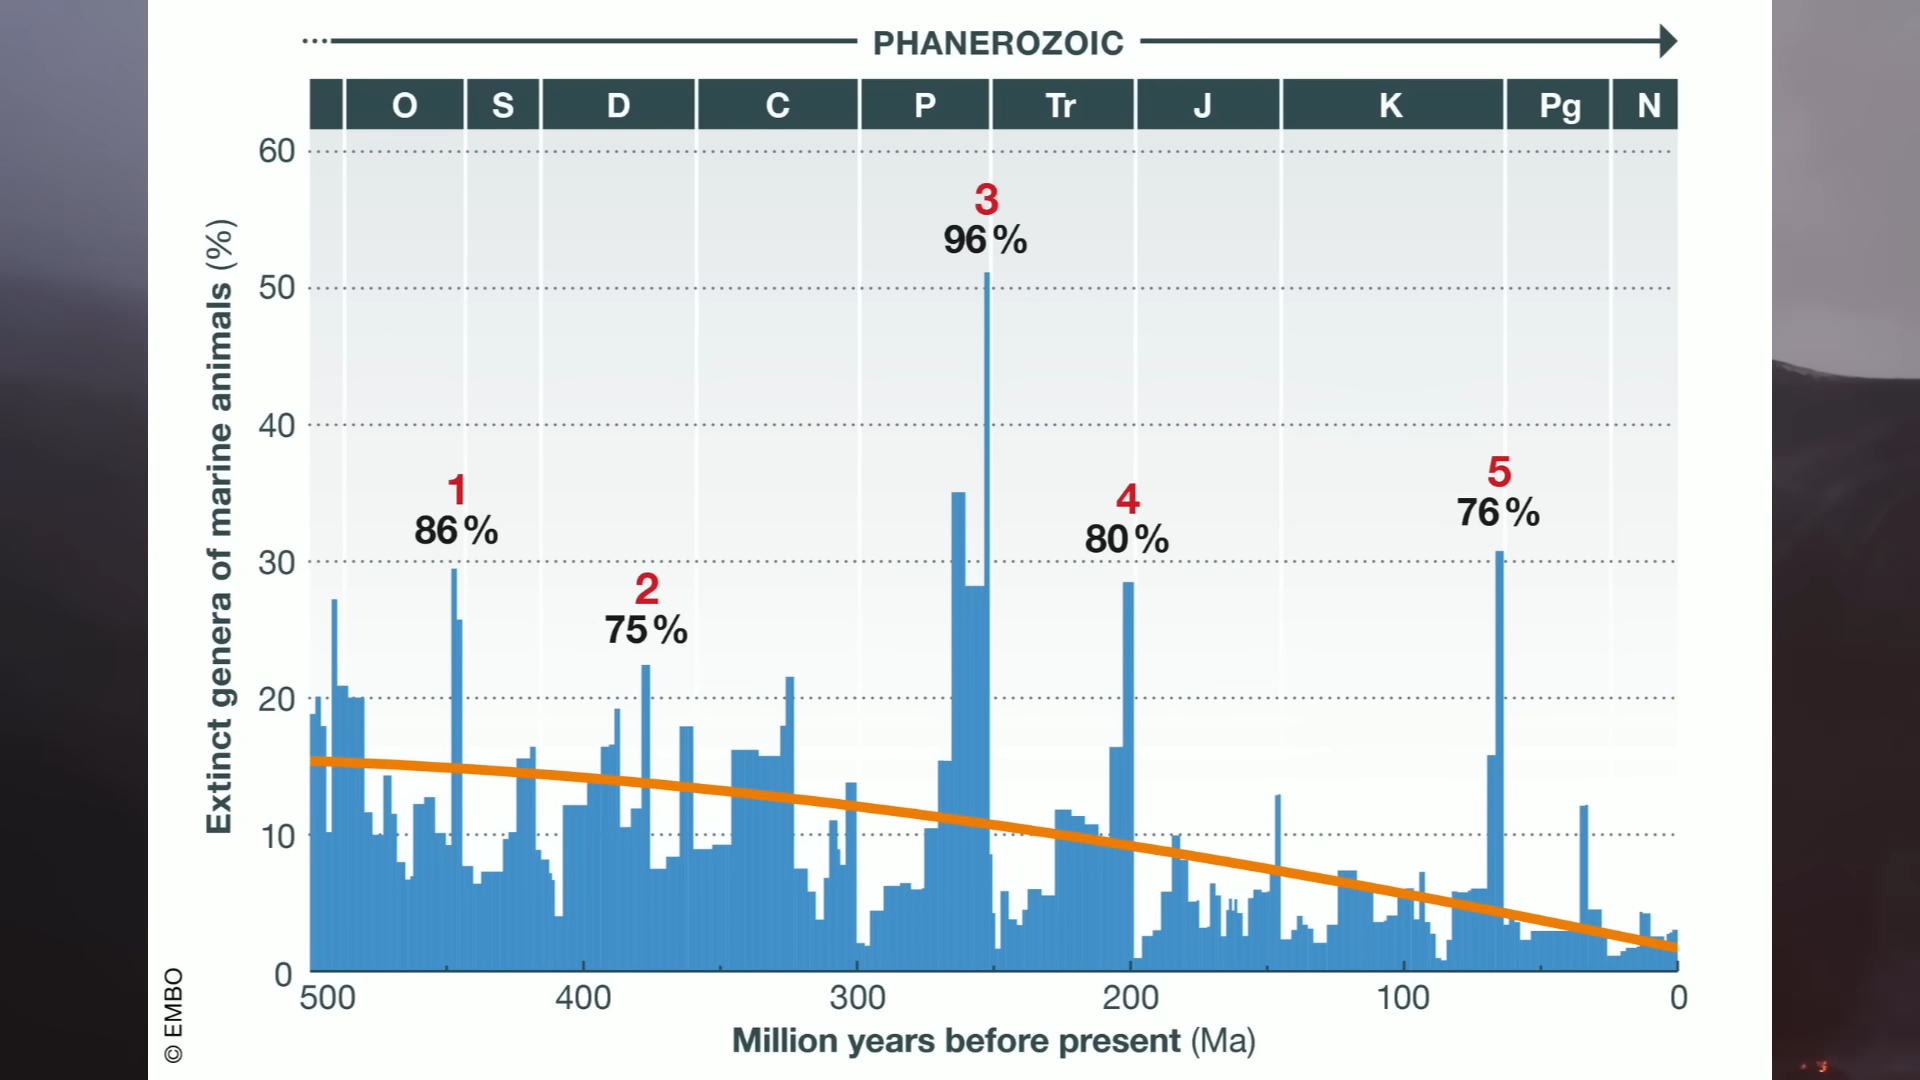 PHANEROZOIC
O S D C P Tr J K Pg N
60
50
40
30
20
10
0
Extinct genera of marine animals (%)
3
96%
1
86%
2
75%
4
80%
5
76%
500 400 300 200 100 0
Million years before present (Ma)
© EMBO